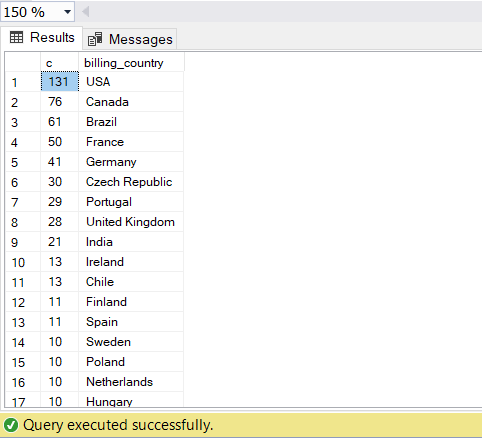 150 %
Results Messages
c billing_country
1 131 USA
2 76 Canada
3 61 Brazil
4 50 France
5 41 Germany
6 30 Czech Republic
7 29 Portugal
8 28 United Kingdom
9 21 India
10 13 Ireland
11 13 Chile
12 11 Finland
13 11 Spain
14 10 Sweden
15 10 Poland
16 10 Netherlands
17 10 Hungary
Query executed successfully.